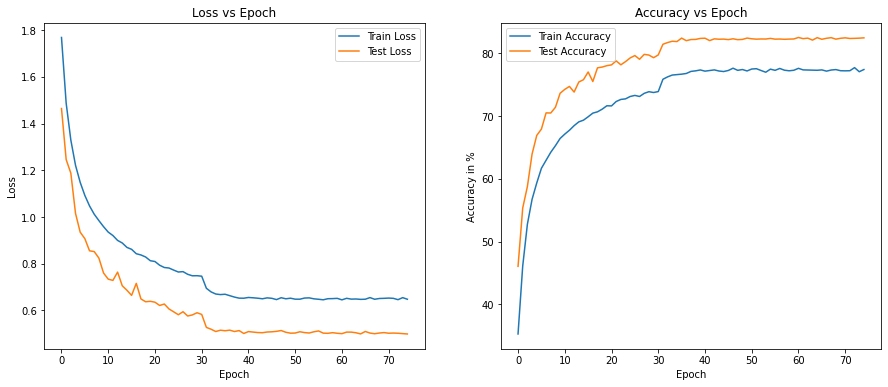 Loss vs Epoch
Train Loss
Test Loss
1.8
1.6
1.4
1.2
1.0
0.8
0.6
Loss
0 10 20 30 40 50 60 70
Epoch
Accuracy vs Epoch
Train Accuracy
Test Accuracy
80
70
60
50
40
Accuracy in %
0 10 20 30 40 50 60 70
Epoch